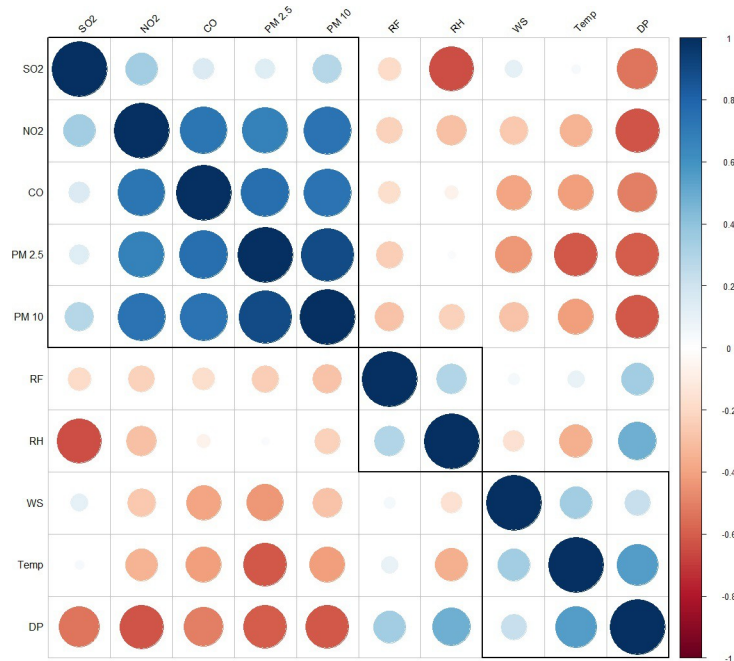 SO2 NO2 CO PM 2.5 PM 10 RF RH WS Temp DP
SO2
NO2
CO
PM 2.5
PM 10
RF
RH
WS
Temp
DP
1
0.8
0.6
0.4
0.2
0
-0.2
-0.4
-0.6
-0.8
-1